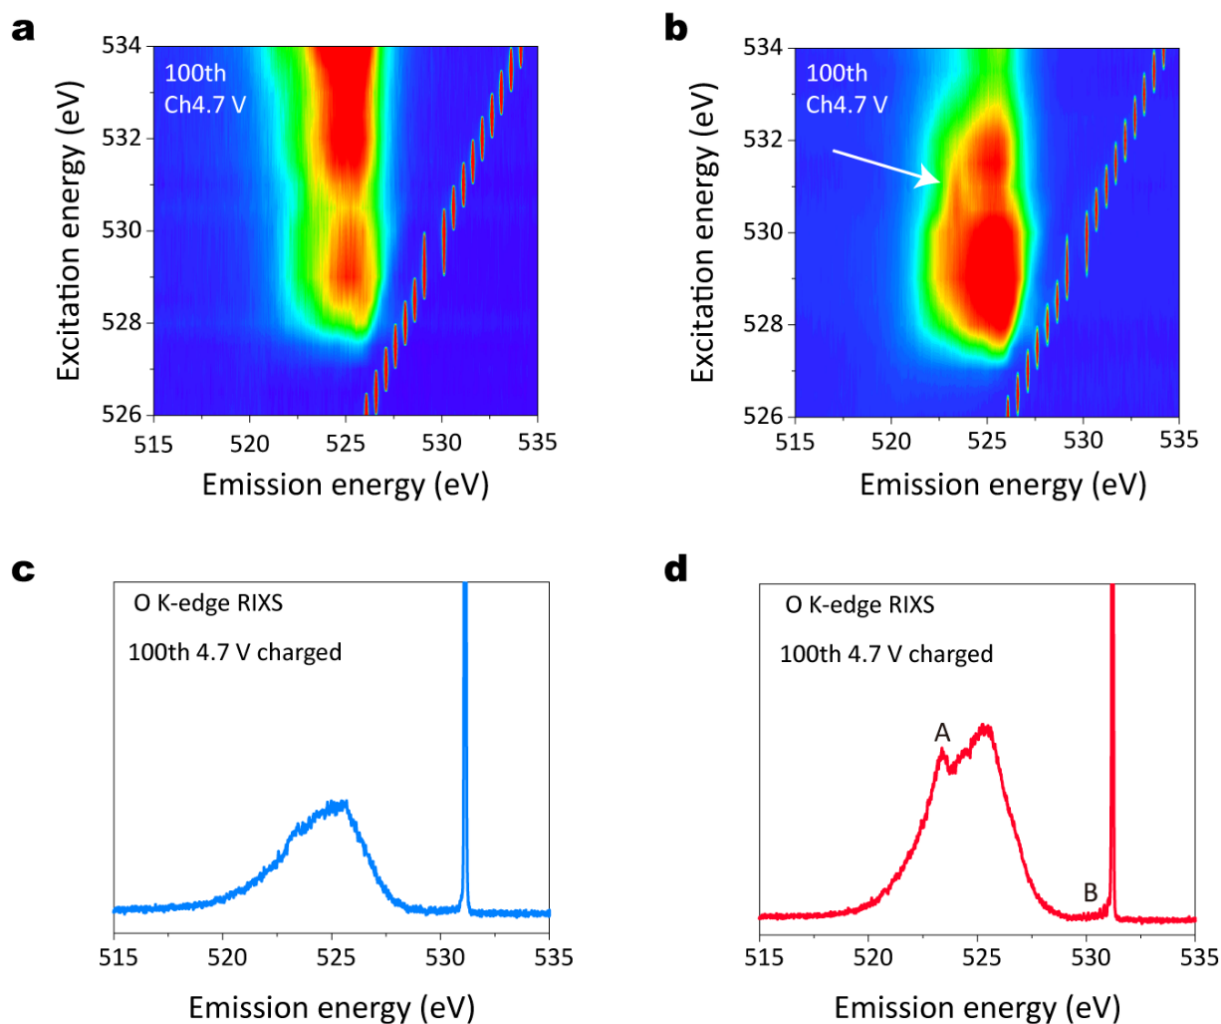 a
534
532
530
528
526
100th
Ch4.7 V
Excitation energy (eV)
515 520 525 530 535
Emission energy (eV)
b
534
532
530
528
526
100th
Ch4.7 V
Excitation energy (eV)
515 520 525 530 535
Emission energy (eV)
c
O K-edge RIXS
100th 4.7 V charged
515 520 525 530 535
Emission energy (eV)
d
O K-edge RIXS
100th 4.7 V charged
A
B
515 520 525 530 535
Emission energy (eV)